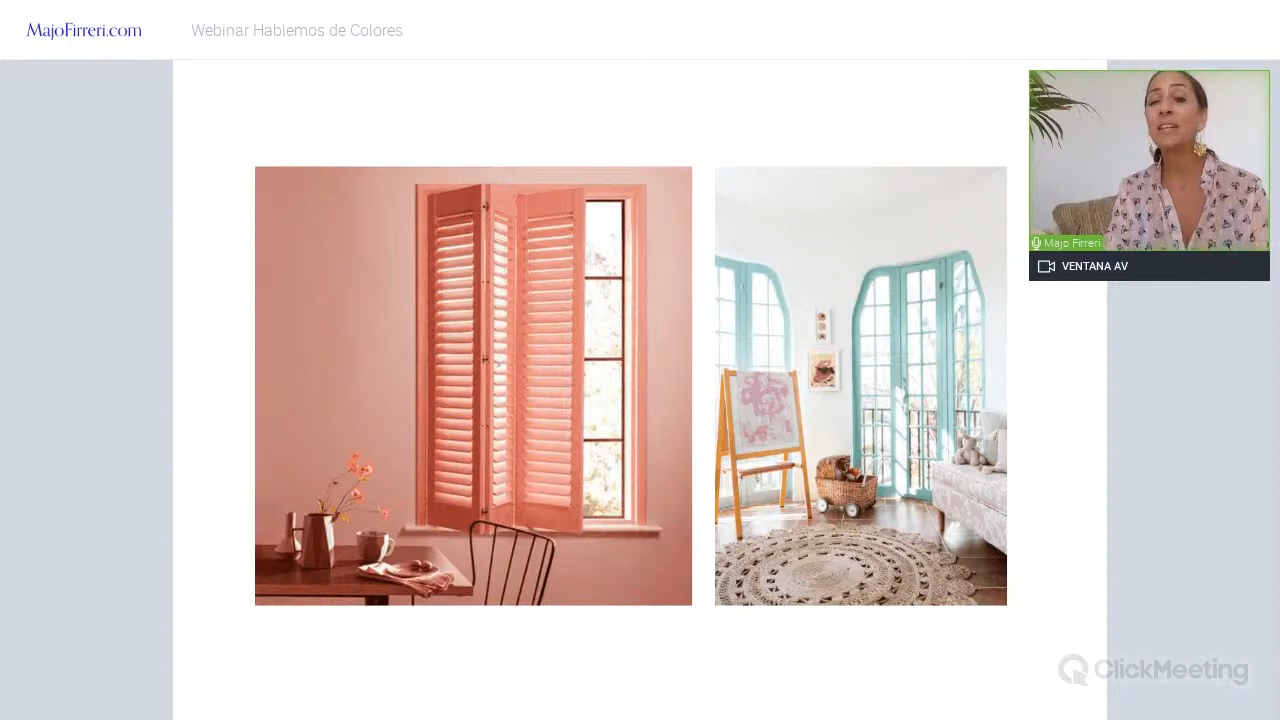 MajoFirreri.com
Webinar Hablemos de Colores
Majo Firreri
VENTANA AV
ClickMeeting